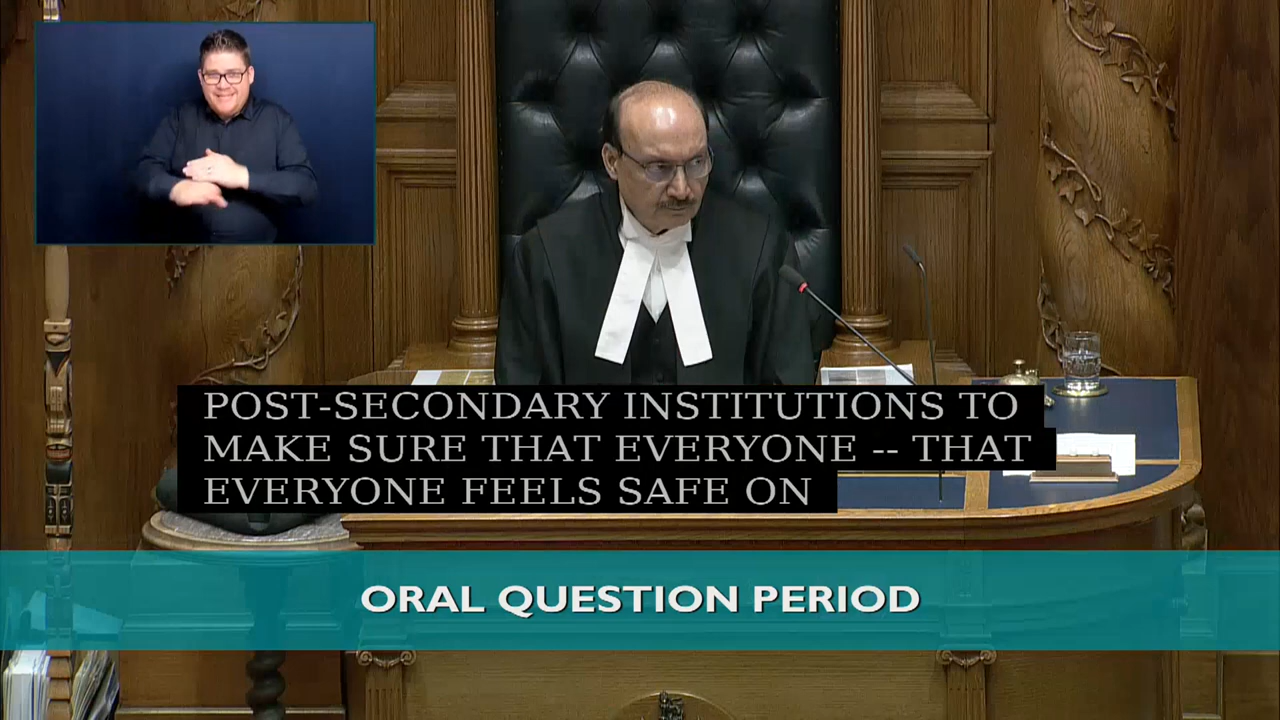 POST-SECONDARY INSTITUTIONS TO
MAKE SURE THAT EVERYONE -- THAT
EVERYONE FEELS SAFE ON
ORAL QUESTION PERIOD